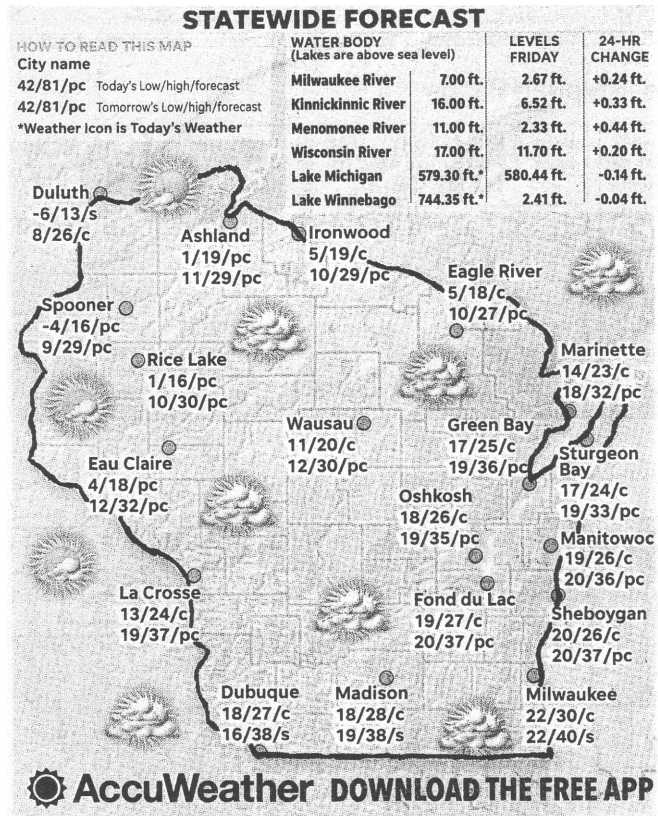 STATEWIDE FORECAST
HOW TO READ THIS MAP
City name
42/81/pc Today's Low/high/forecast
42/81/pc Tomorrow's Low/high/forecast
*Weather Icon is Today's Weather
WATER BODY LEVELS 24-HR
(Lakes are above sea level) FRIDAY CHANGE
Milwaukee River 7.00 ft. 2.67 ft. +0.24 ft.
Kinnickinnic River 16.00 ft. 6.52 ft. +0.33 ft.
Menomonee River 11.00 ft. 2.33 ft. +0.44 ft.
Wisconsin River 17.00 ft. 11.70 ft. +0.20 ft.
Lake Michigan 579.30 ft.* 580.44 ft. -0.14 ft.
Lake Winnebago 744.35 ft.* 2.41 ft. -0.04 ft.
Duluth
-6/13/s
8/26/c
Ashland
1/19/pc
11/29/pc
Ironwood
5/19/c
10/29/pc
Eagle River
5/18/c
10/27/pc
Spooner
-4/16/pc
9/29/pc
Rice Lake
1/16/pc
10/30/pc
Marinette
14/23/c
18/32/pc
Wausau
11/20/c
12/30/pc
Green Bay
17/25/c
19/36/pc
Sturgeon
Bay
17/24/c
19/33/pc
Eau Claire
4/18/pc
12/32/pc
Oshkosh
18/26/c
19/35/pc
Manitowoc
19/26/c
20/36/pc
La Crosse
13/24/c
19/37/pc
Fond du Lac
19/27/c
20/37/pc
Sheboygan
20/26/c
20/37/pc
Dubuque
18/27/c
16/38/s
Madison
18/28/c
19/38/s
Milwaukee
22/30/c
22/40/s
AccuWeather DOWNLOAD THE FREE APP